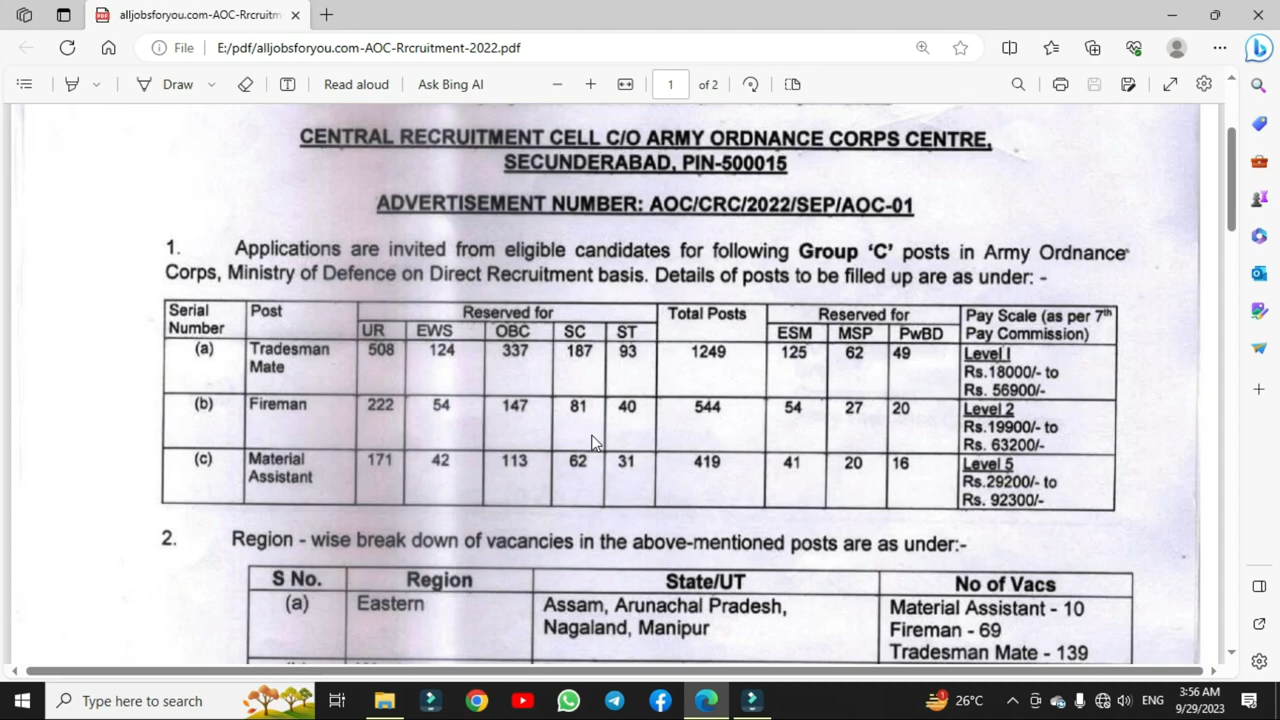 alljobsforyou.com-AOC-Rrcruitm
File E:/pdf/alljobsforyou.com-AOC-Rrcruitment-2022.pdf
Draw Read aloud Ask Bing AI 1 of 2
CENTRAL RECRUITMENT CELL C/O ARMY ORDNANCE CORPS CENTRE,
SECUNDERABAD, PIN-500015
ADVERTISEMENT NUMBER: AOC/CRC/2022/SEP/AOC-01
1. Applications are invited from eligible candidates for following Group 'C' posts in Army Ordnance
Corps, Ministry of Defence on Direct Recruitment basis. Details of posts to be filled up are as under: -
Serial Number Post Reserved for Total Posts Reserved for Pay Scale (as per 7th Pay Commission)
UR EWS OBC SC ST ESM MSP PwBD
(a) Tradesman Mate 508 124 337 187 93 1249 125 62 49 Level I Rs.18000/- to Rs. 56900/-
(b) Fireman 222 54 147 81 40 544 54 27 20 Level 2 Rs.19900/- to Rs. 63200/-
(c) Material Assistant 171 42 113 62 31 419 41 20 16 Level 5 Rs.29200/- to Rs. 92300/-
2. Region - wise break down of vacancies in the above-mentioned posts are as under:-
S No. Region State/UT No of Vacs
(a) Eastern Assam, Arunachal Pradesh, Nagaland, Manipur Material Assistant - 10
Fireman - 69
Tradesman Mate - 139
Type here to search
26°C ENG 3:56 AM
9/29/2023